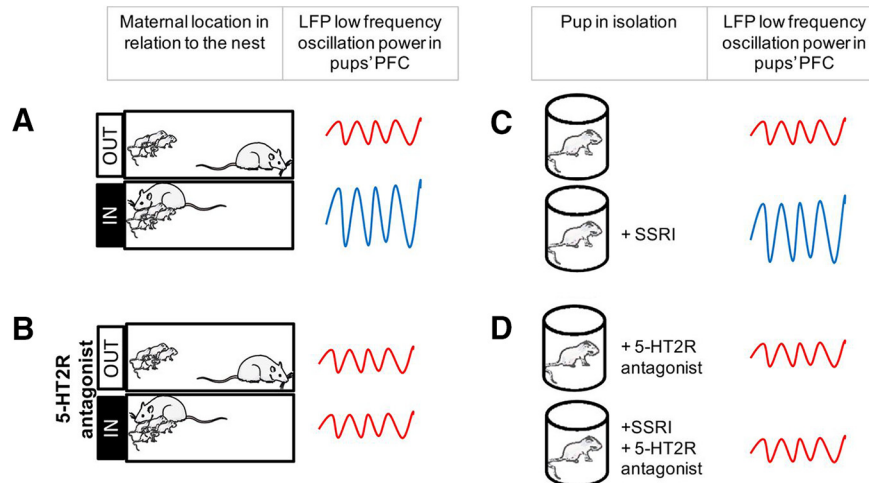 Maternal location in
relation to the nest
LFP low frequency
oscillation power in
pups' PFC
Pup in isolation
LFP low frequency
oscillation power in
pups' PFC
A
OUT
IN
C
+ SSRI
B
5-HT2R
antagonist
OUT
IN
D
+ 5-HT2R
antagonist
+SSRI
+ 5-HT2R
antagonist